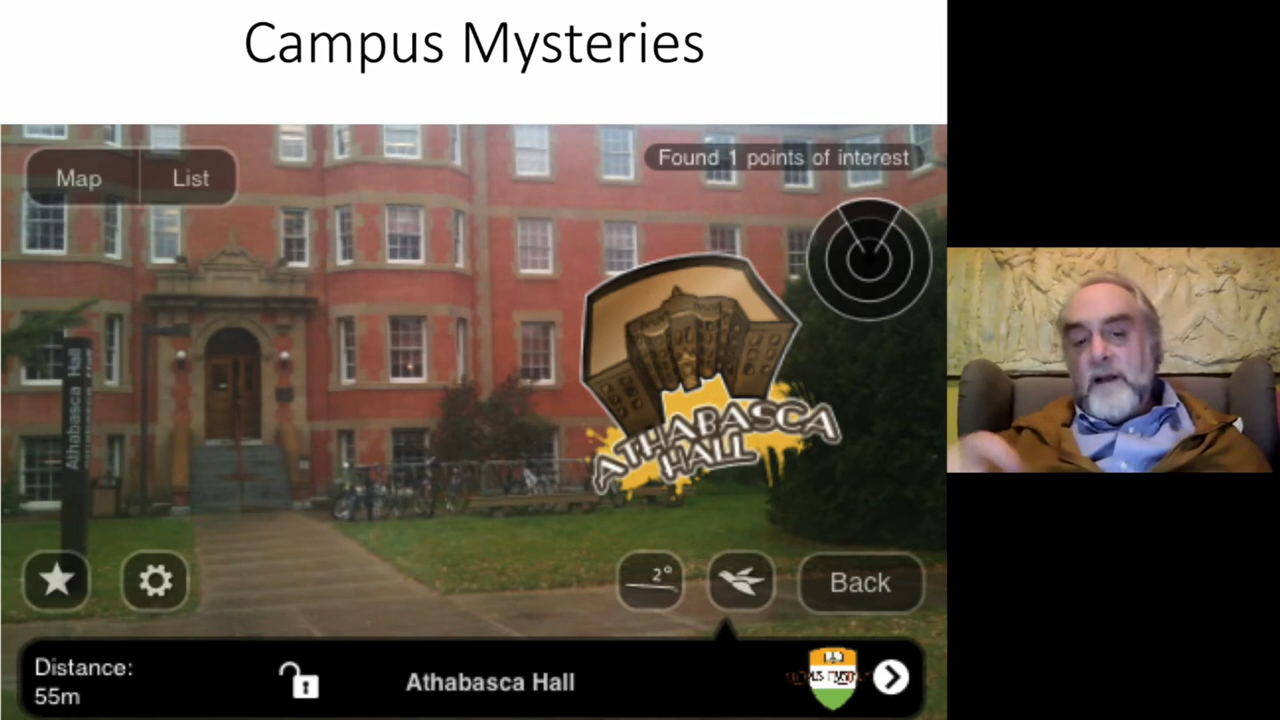 Campus Mysteries
Map
List
Found 1 points of interest
Athabasca Hall
ATHABASCA
HALL
2°
Back
Distance:
55m
Athabasca Hall